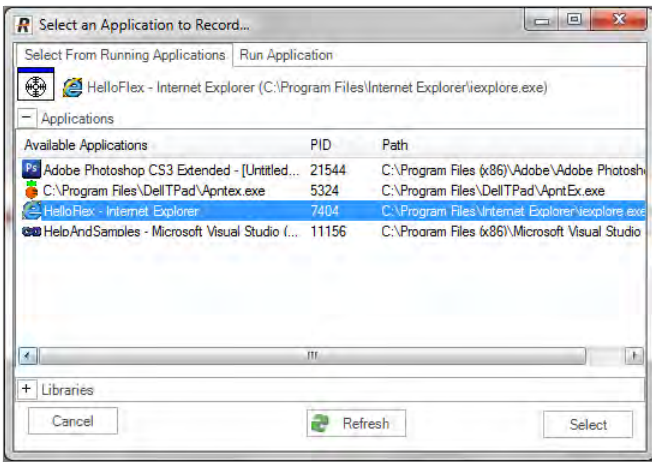 Select an Application to Record...
Select From Running Applications Run Application
HelloFlex - Internet Explorer (C:\Program Files\Internet Explorer\iexplore.exe)
Applications
Available Applications PID Path
Adobe Photoshop CS3 Extended - [Untitled... 21544 C:\Program Files (x86)\Adobe\Adobe Photosh
C:\Program Files\DellTPad\Apntex.exe 5324 C:\Program Files\DellTPad\ApntEx.exe
HelloFlex - Internet Explorer 7404 C:\Program Files\Internet Explorer\iexplore.exe
HelpAndSamples - Microsoft Visual Studio (... 11156 C:\Program Files (x86)\Microsoft Visual Studio
Libraries
Cancel Refresh Select